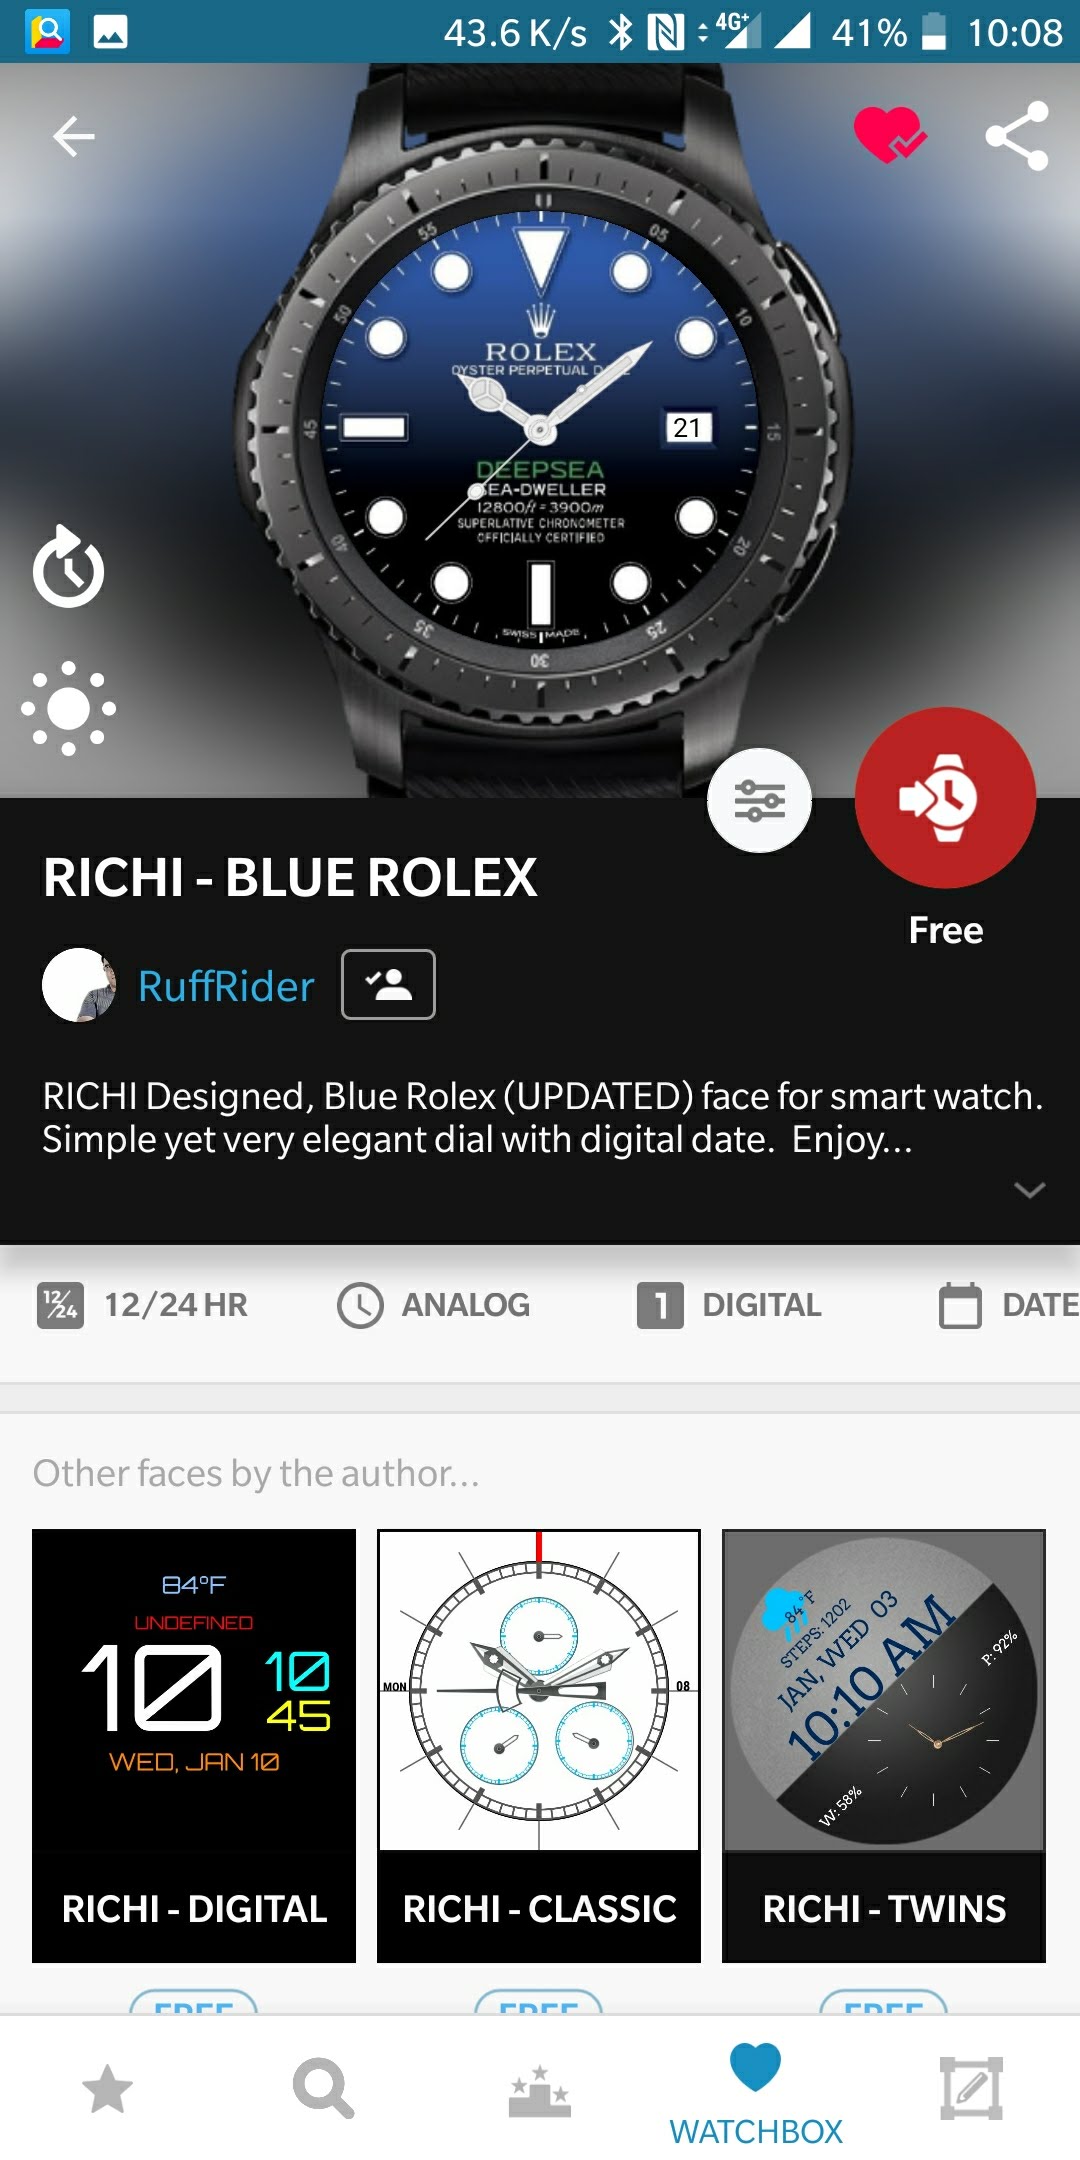 43.6 K/s 4G+ 41% 10:08
55
05
50
10
ROLEX
OYSTER PERPETUAL
45
21
15
DEEPSEA
SEA-DWELLER
12800ft = 3900m
SUPERLATIVE CHRONOMETER
OFFICIALLY CERTIFIED
40
20
35
25
SWISS MADE
30
RICHI - BLUE ROLEX
Free
RuffRider
RICHI Designed, Blue Rolex (UPDATED) face for smart watch.
Simple yet very elegant dial with digital date. Enjoy...
12/24 12/24 HR
ANALOG
1 DIGITAL
DATE
Other faces by the author...
84°F
UNDEFINED
10 10
45
WED, JAN 10
RICHI - DIGITAL
MON
08
RICHI - CLASSIC
84°F
STEPS: 1202
JAN, WED 03
10:10 AM
P: 92%
W: 58%
RICHI - TWINS
FREE
FREE
FREE
WATCHBOX